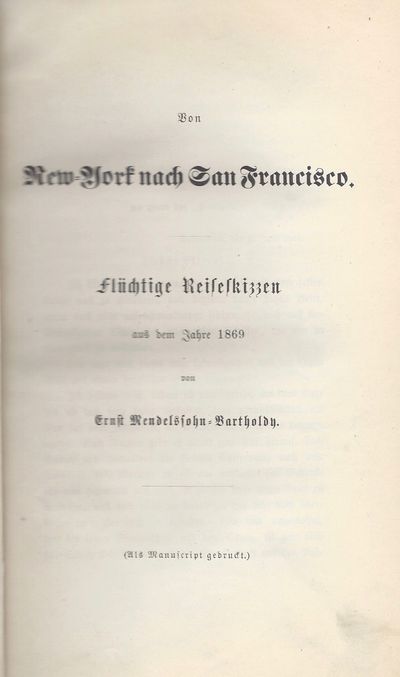 Von
New-York nach San Francisco.
Flüchtige Reiseskizzen
aus dem Jahre 1869
von
Ernst Mendelssohn-Bartholdy.
(Als Manuscript gedruckt.)